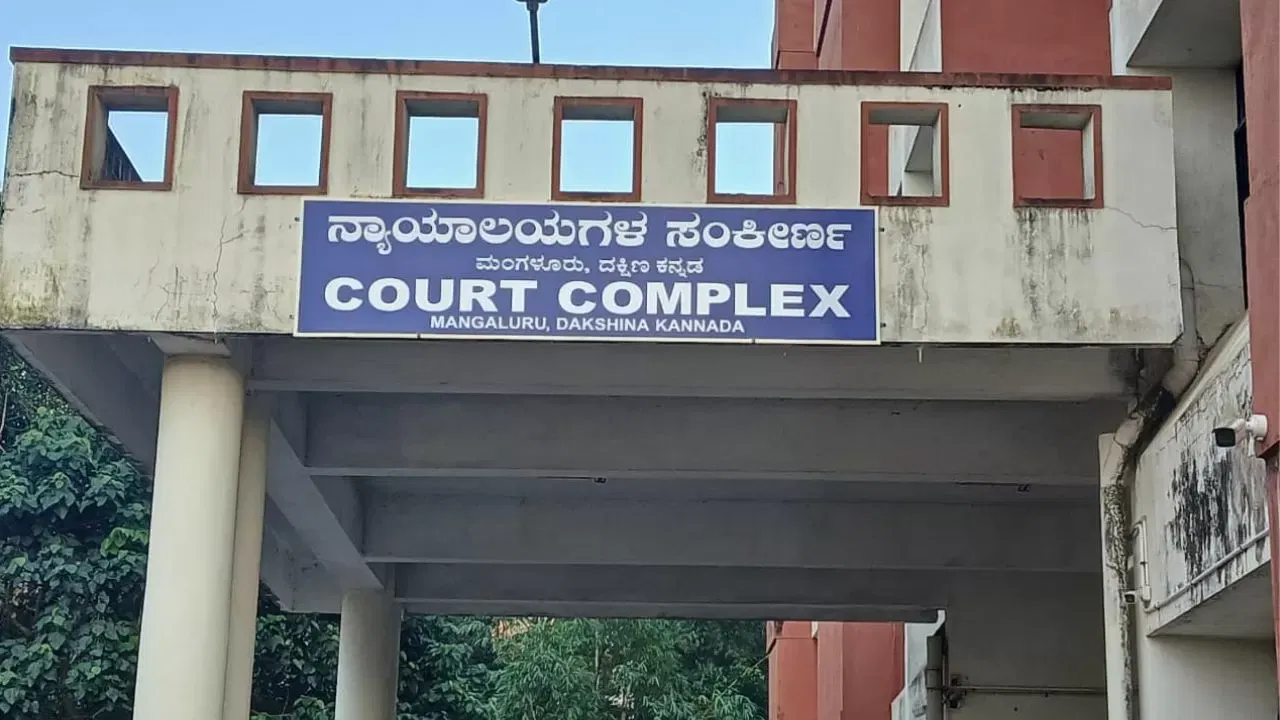 ನ್ಯಾಯಾಲಯಗಳ ಸಂಕೀರ್ಣ
ಮಂಗಳೂರು, ದಕ್ಷಿಣ ಕನ್ನಡ
COURT COMPLEX
MANGALURU, DAKSHINA KANNADA